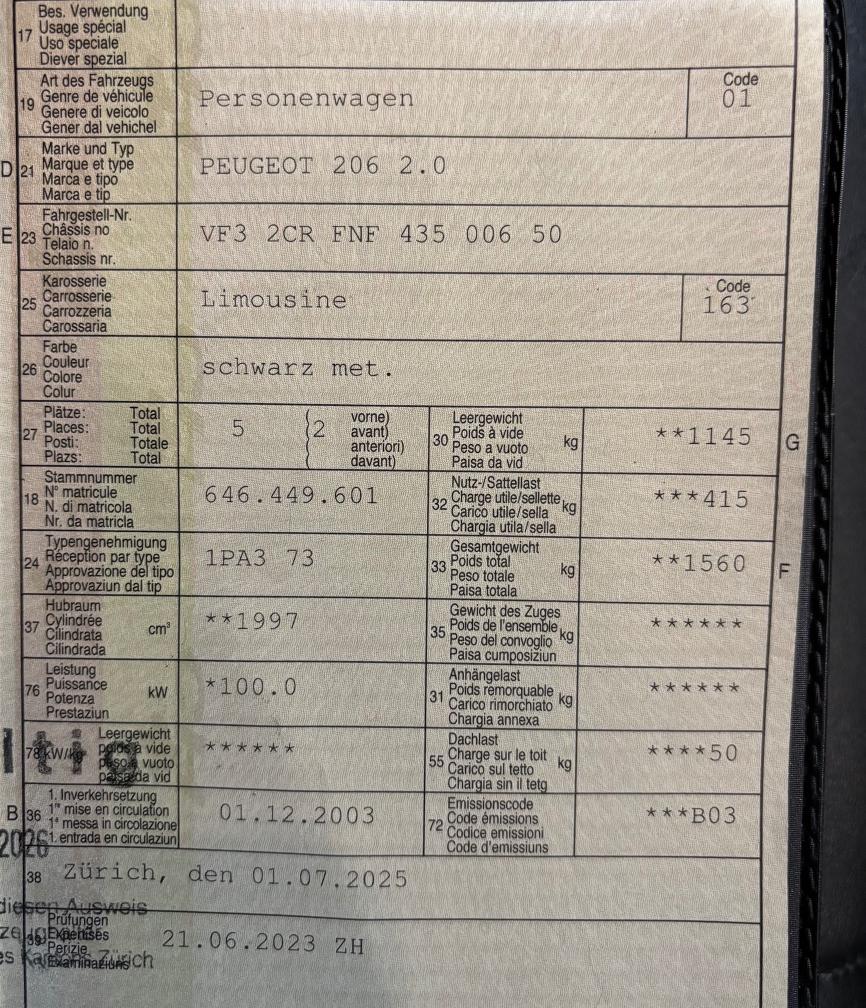 17 Bes. Verwendung
Usage spécial
Uso speciale
Diever spezial
19 Art des Fahrzeugs
Genre de véhicule
Genere di veicolo
Gener dal vehichel
Personenwagen
Code
01
D 21 Marke und Typ
Marque et type
Marca e tipo
Marca e tip
PEUGEOT 206 2.0
E 23 Fahrgestell-Nr.
Châssis no
Telaio n.
Schassis nr.
VF3 2CR FNF 435 006 50
25 Karosserie
Carrosserie
Carrozzeria
Carossaria
Limousine
Code
163
26 Farbe
Couleur
Colore
Colur
schwarz met.
27 Plätze: Total
Places: Total
Posti: Totale
Plazs: Total
5 (2 vorne)
avant)
anteriori)
davant)
30 Leergewicht
Poids à vide
Peso a vuoto
Paisa da vid
kg
**1145 G
18 Stammnummer
N° matricule
N. di matricola
Nr. da matricla
646.449.601
32 Nutz-/Sattellast
Charge utile/sellette
Carico utile/sella
Chargia utila/sella
kg
***415
24 Typengenehmigung
Réception par type
Approvazione del tipo
Approvaziun dal tip
1PA3 73
33 Gesamtgewicht
Poids total
Peso totale
Paisa totala
kg
**1560 F
37 Hubraum
Cylindrée
Cilindrata
Cilindrada
cm³
**1997
35 Gewicht des Zuges
Poids de l'ensemble
Peso del convoglio
Paisa cumposiziun
kg
******
76 Leistung
Puissance
Potenza
Prestaziun
kW
*100.0
31 Anhängelast
Poids remorquable
Carico rimorchiato
Chargia annexa
kg
******
78 kW/kg Leergewicht
poids à vide
peso a vuoto
paisa da vid
******
55 Dachlast
Charge sur le toit
Carico sul tetto
Chargia sin il tetg
kg
****50
B 36 1. Inverkehrsetzung
1re mise en circulation
1a messa in circolazione
1. entrada en circulaziun
01.12.2003
72 Emissionscode
Code émissions
Codice emissioni
Code d'emissiuns
***B03
2026
38 Zürich, den 01.07.2025
diesen Ausweis
39 Prüfungen
Expertises
Perizie
Examinaziuns
21.06.2023 ZH
Kantons Zürich